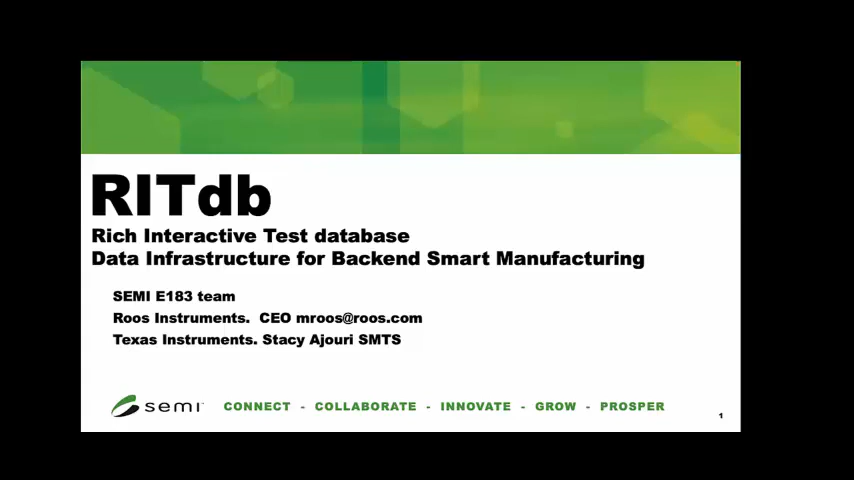 RITdb
Rich Interactive Test database
Data Infrastructure for Backend Smart Manufacturing
SEMI E183 team
Roos Instruments.  CEO mroos@roos.com
Texas Instruments. Stacy Ajouri SMTS
semi CONNECT - COLLABORATE - INNOVATE - GROW - PROSPER
1